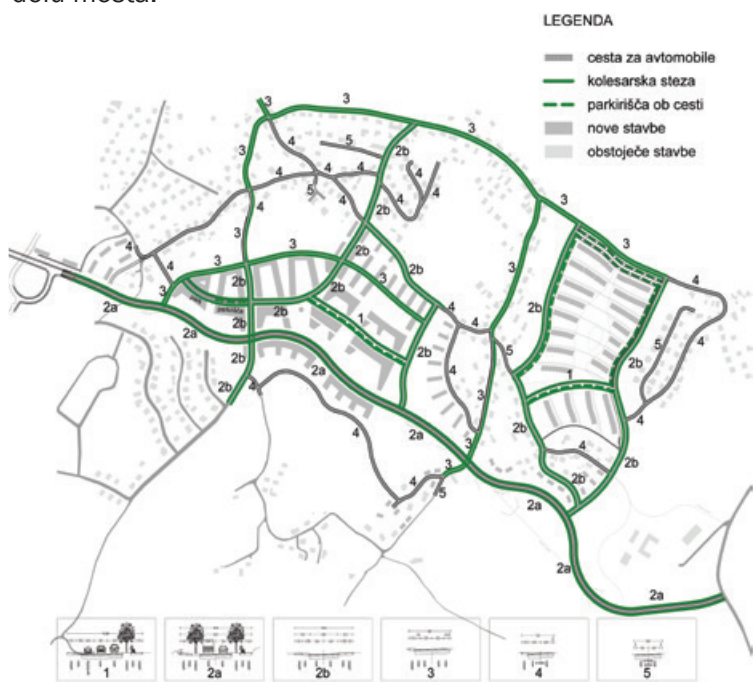 delu mesta.
LEGENDA
cesta za avtomobile
kolesarska steza
parkirišča ob cesti
nove stavbe
obstoječe stavbe
3 3
3 4 5 2b 3
4 4 4
4 5 4 2b 4 3
4 3 3 2b 2b 3 3
4 2b 2b 4 4
3 2b 1 2b 4 5 2b 2b 5 4
2a 2a 2b 2b 1
2b 4 2a 3 2b
4 2a 4 2b
3 2b
5 2a
2a
2a
1 2a 2b 3 4 5